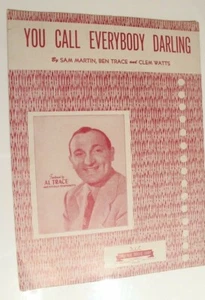 YOU CALL EVERYBODY DARLING
By SAM MARTIN, BEN TRACE and CLEM WATTS
AL TRACE